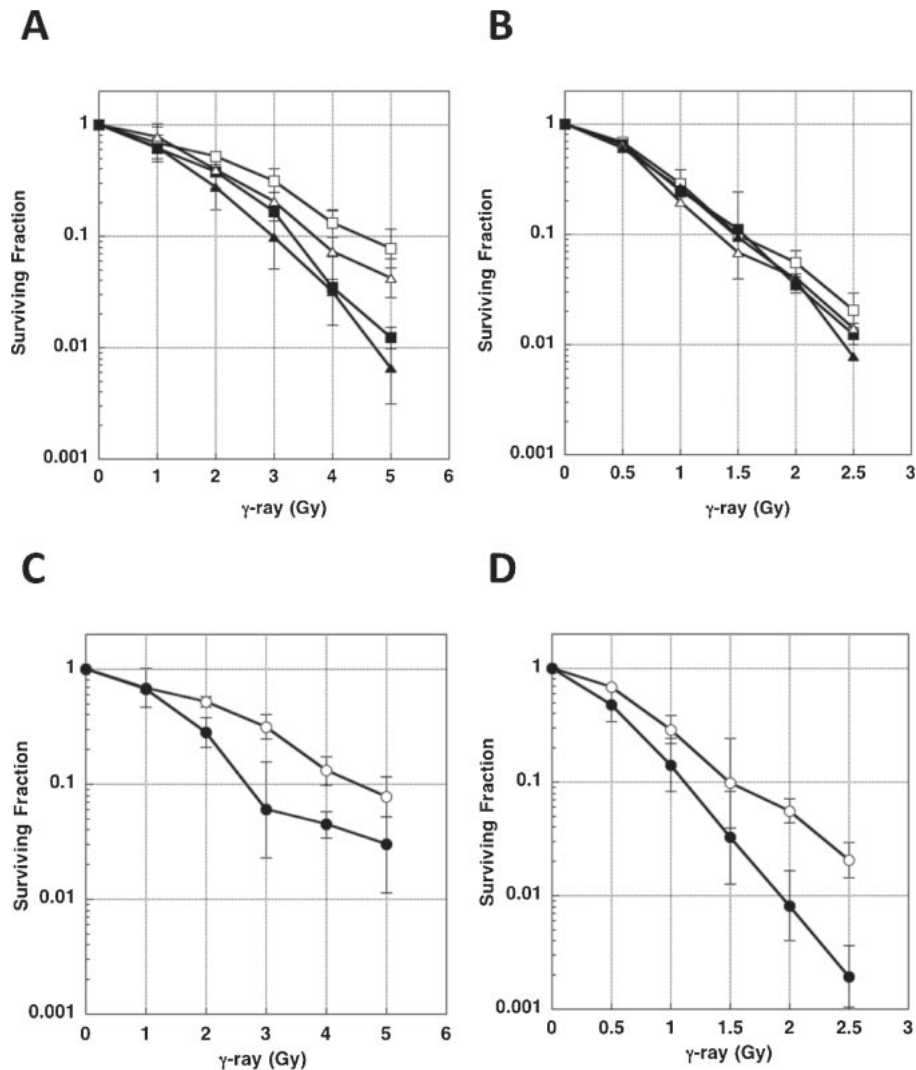 A
Surviving Fraction
1
0.1
0.01
0.001
0 1 2 3 4 5 6
γ-ray (Gy)
B
Surviving Fraction
1
0.1
0.01
0.001
0 0.5 1 1.5 2 2.5 3
γ-ray (Gy)
C
Surviving Fraction
1
0.1
0.01
0.001
0 1 2 3 4 5 6
γ-ray (Gy)
D
Surviving Fraction
1
0.1
0.01
0.001
0 0.5 1 1.5 2 2.5 3
γ-ray (Gy)